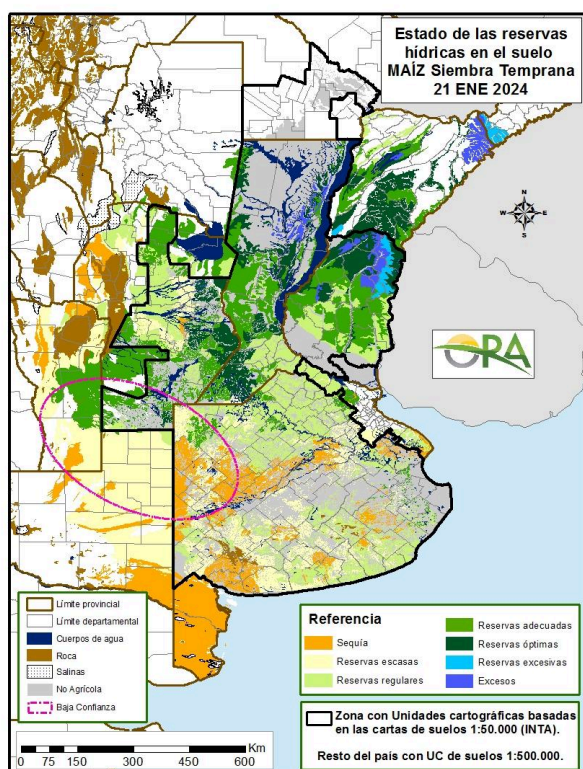 Estado de las reservas
hídricas en el suelo
MAÍZ Siembra Temprana
21 ENE 2024
N
W E
S
ORA
Límite provincial
Límite departamental
Cuerpos de agua
Roca
Salinas
No Agrícola
Baja Confianza
Referencia
Sequía
Reservas escasas
Reservas regulares
Reservas adecuadas
Reservas óptimas
Reservas excesivas
Excesos
Zona con Unidades cartográficas basadas
en las cartas de suelos 1:50.000 (INTA).
Resto del país con UC de suelos 1:500.000.
Km
0 75 150 300 450 600